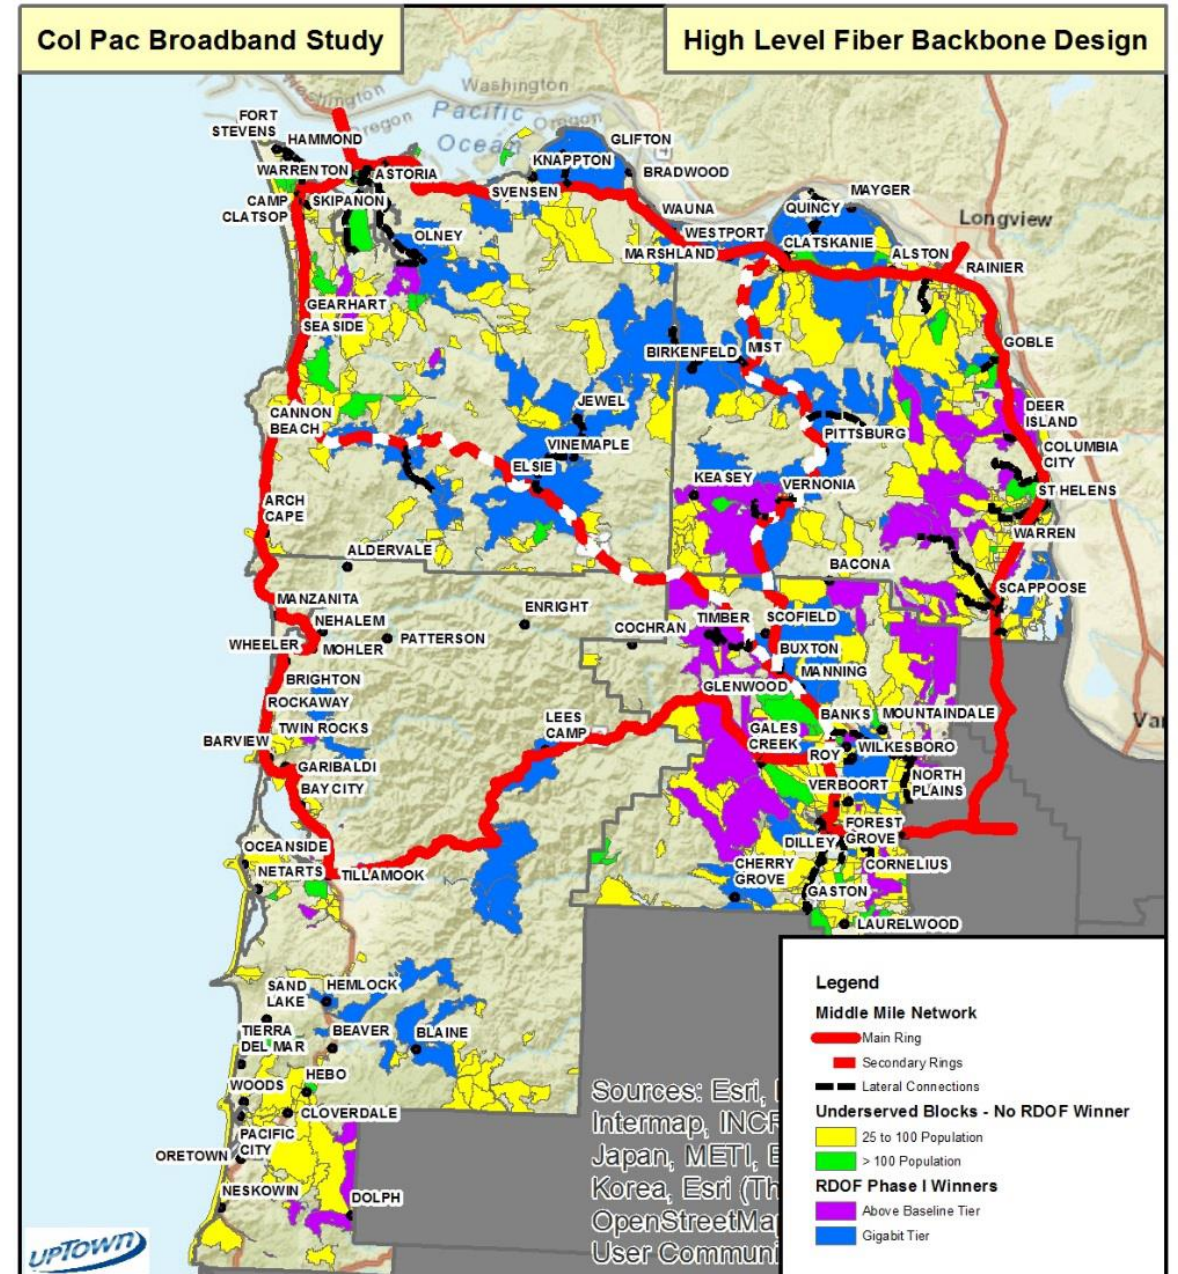 Col Pac Broadband Study
High Level Fiber Backbone Design
Washington
Washington
Oregon
Pacific
Ocean
Oregon
4
FORT
STEVENS
HAMMOND
WARRENTON
ASTORIA
CAMP
CLATSOP
SKIPANON
OLNEY
GLIFTON
KNAPPTON
BRADWOOD
SVENSEN
WAUNA
WESTPORT
MARSHLAND
MAYGER
QUINCY
CLATSKANIE
Longview
ALSTON
RAINIER
GEARHART
SEASIDE
GOBLE
BIRKENFELD
MIST
CANNON
BEACH
JEWEL
VINEMAPLE
ELSIE
PITTSBURG
DEER
ISLAND
COLUMBIA
CITY
KEASEY
VERNONIA
ST HELENS
ARCH
CAPE
WARREN
ALDERVALE
BACONA
SCAPPOOSE
MANZANITA
NEHALEM
ENRIGHT
TIMBER
SCOFIELD
WHEELER
MOHLER
PATTERSON
COCHRAN
BUXTON
BRIGHTON
MANNING
GLENWOOD
ROCKAWAY
BANKS
MOUNTAINDALE
Va
LEES
CAMP
TWIN ROCKS
GALES
CREEK
BARVIEW
ROY
WILKESBORO
GARIBALDI
NORTH
PLAINS
BAY CITY
VERBOORT
FOREST
GROVE
OCEANSIDE
DILLEY
CORNELIUS
NETARTS
TILLAMOOK
CHERRY
GROVE
GASTON
LAURELWOOD
SAND
LAKE
HEMLOCK
TIERRA
DEL MAR
BEAVER
BLAINE
WOODS
HEBO
CLOVERDALE
PACIFIC
CITY
ORETOWN
NESKOWIN
DOLPH
Sources: Esri,
Intermap, INCR
Japan, METI, E
Korea, Esri (Th
OpenStreetMap
User Communi
Legend
Middle Mile Network
Main Ring
Secondary Rings
Lateral Connections
Underserved Blocks - No RDOF Winner
25 to 100 Population
> 100 Population
RDOF Phase I Winners
Above Baseline Tier
Gigabit Tier
UPTOWN